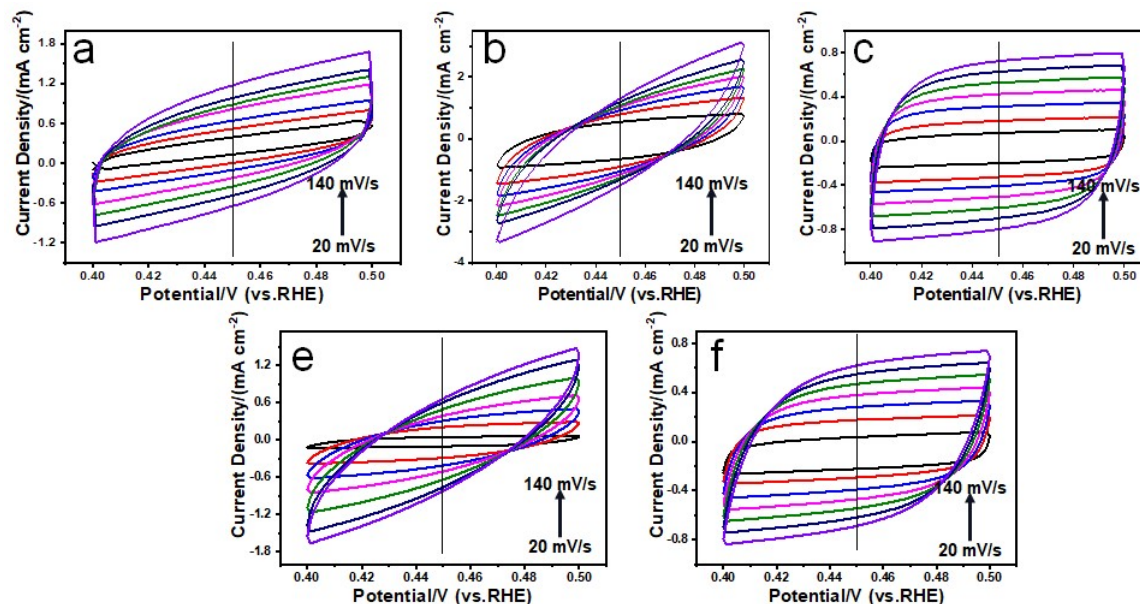 a
Current Density/(mA cm-2)
1.8
1.2
0.6
0.0
-0.6
-1.2
140 mV/s
20 mV/s
0.40 0.42 0.44 0.46 0.48 0.50
Potential/V (vs.RHE)
b
Current Density/(mA cm-2)
2
0
-2
-4
140 mV/s
20 mV/s
0.40 0.42 0.44 0.46 0.48 0.50
Potential/V (vs.RHE)
c
Current Density/(mA cm-2)
0.8
0.4
0.0
-0.4
-0.8
140 mV/s
20 mV/s
0.40 0.42 0.44 0.46 0.48 0.50
Potential/V (vs.RHE)
e
Current Density/(mA cm-2)
1.2
0.6
0.0
-0.6
-1.2
-1.8
140 mV/s
20 mV/s
0.40 0.42 0.44 0.46 0.48 0.50
Potential/V (vs.RHE)
f
Current Density/(mA cm-2)
0.8
0.4
0.0
-0.4
-0.8
140 mV/s
20 mV/s
0.40 0.42 0.44 0.46 0.48 0.50
Potential/V (vs.RHE)